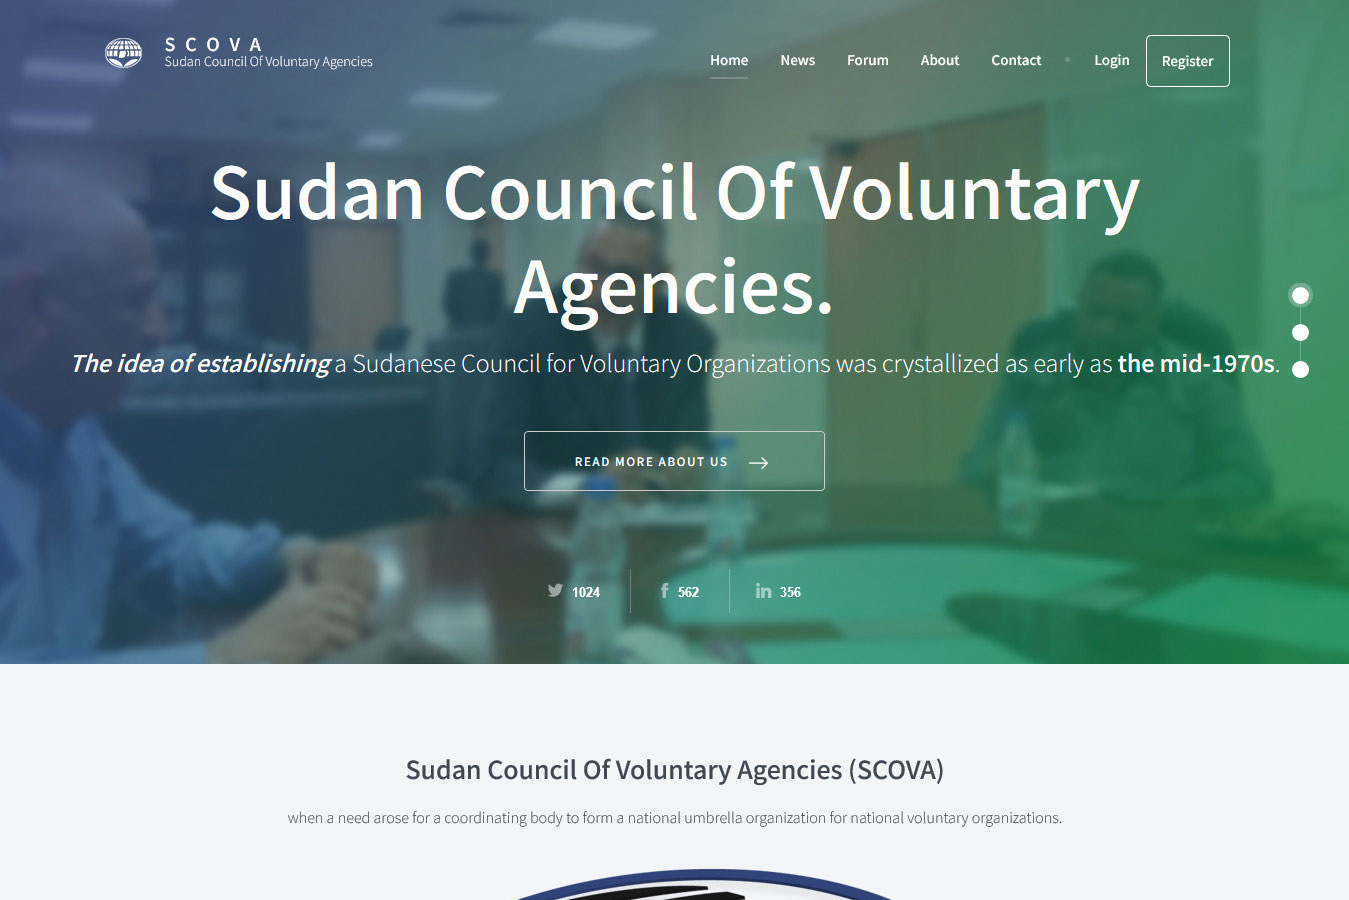 SCOVA
Sudan Council Of Voluntary Agencies
Home
News
Forum
About
Contact
Login
Register
Sudan Council Of Voluntary
Agencies.
The idea of establishing a Sudanese Council for Voluntary Organizations was crystallized as early as the mid-1970s.
READ MORE ABOUT US
1024
562
356
Sudan Council Of Voluntary Agencies (SCOVA)
when a need arose for a coordinating body to form a national umbrella organization for national voluntary organizations.